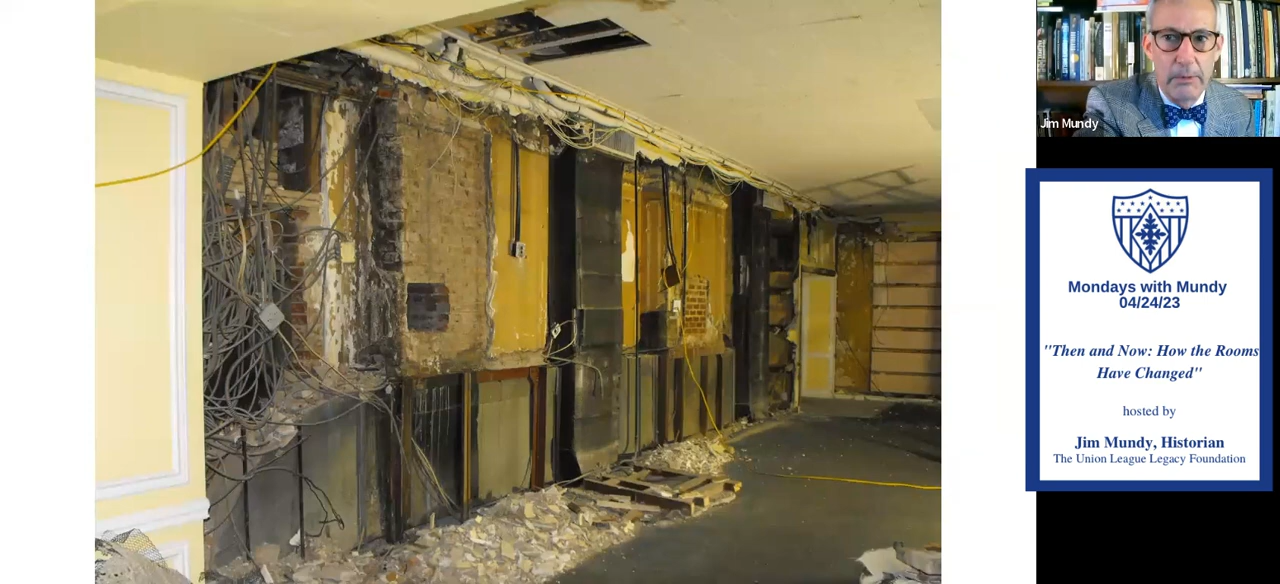 Jim Mundy
Mondays with Mundy
04/24/23
"Then and Now: How the Rooms
Have Changed"
hosted by
Jim Mundy, Historian
The Union League Legacy Foundation